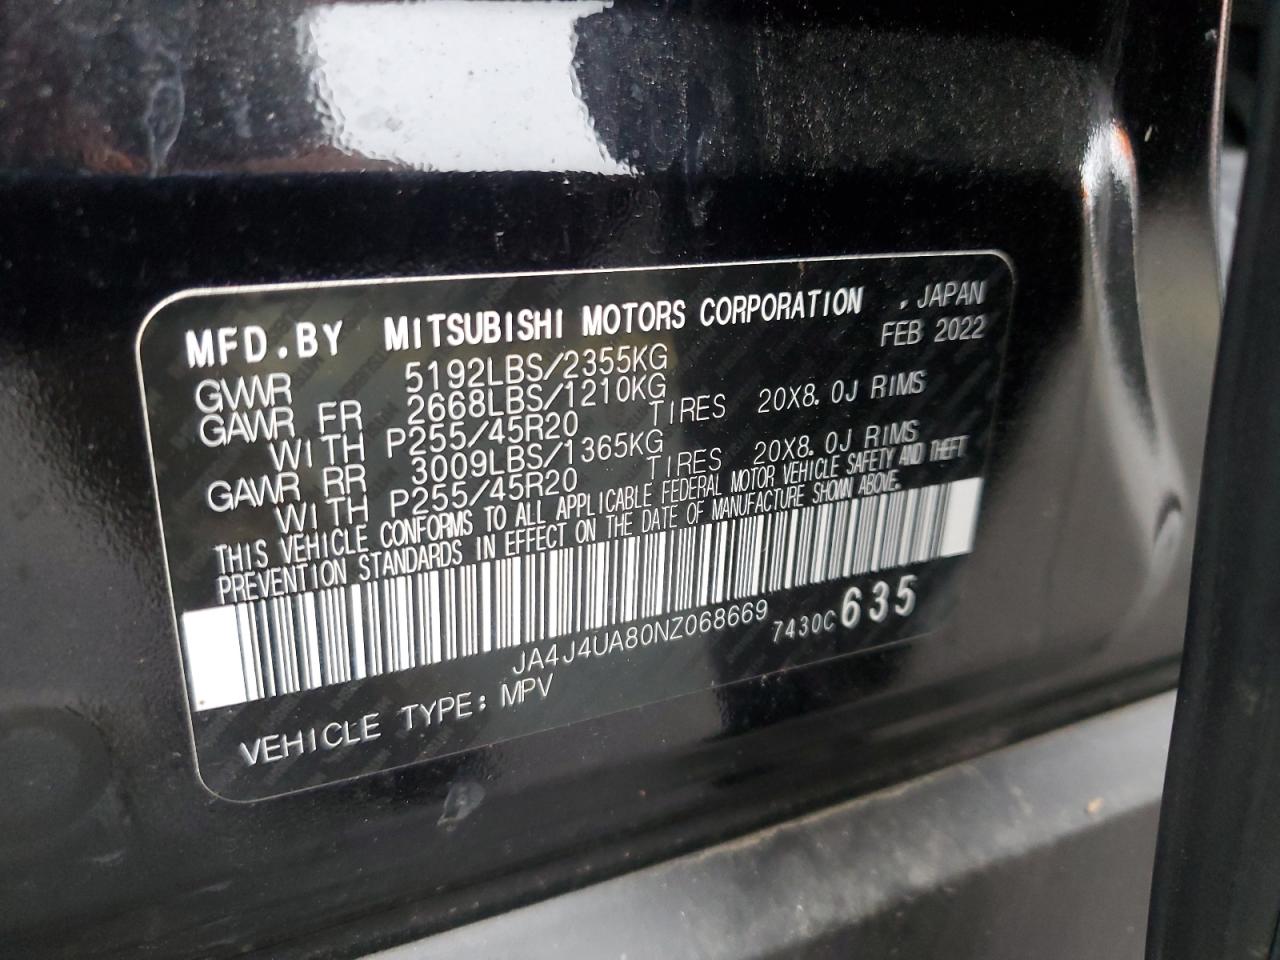 MFD.BY MITSUBISHI MOTORS CORPORATION , JAPAN
FEB 2022
GVWR 5192LBS/2355KG
GAWR FR 2668LBS/1210KG
WITH P255/45R20 TIRES 20X8.0J RIMS
GAWR RR 3009LBS/1365KG
WITH P255/45R20 TIRES 20X8.0J RIMS
THIS VEHICLE CONFORMS TO ALL APPLICABLE FEDERAL MOTOR VEHICLE SAFETY AND THEFT
PREVENTION STANDARDS IN EFFECT ON THE DATE OF MANUFACTURE SHOWN ABOVE.
JA4J4UA80NZ068669 7430C 635
VEHICLE TYPE: MPV